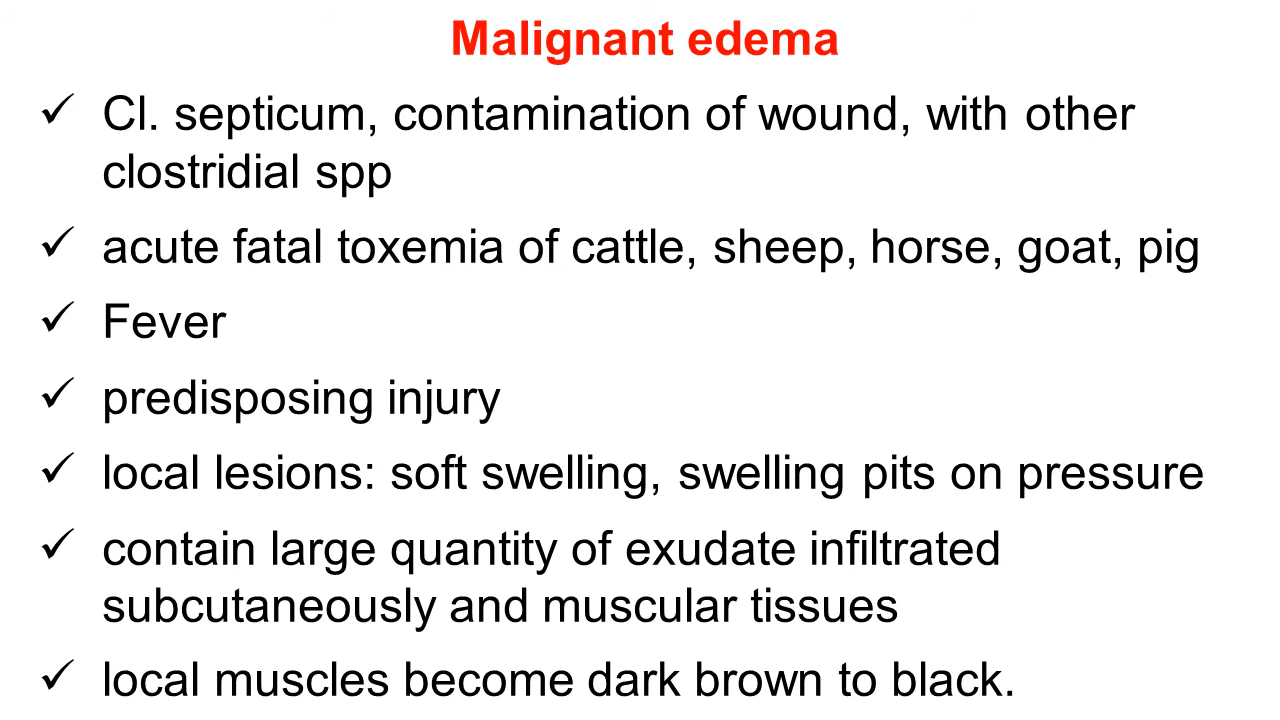 Malignant edema
✓ Cl. septicum, contamination of wound, with other
clostridial spp
✓ acute fatal toxemia of cattle, sheep, horse, goat, pig
✓ Fever
✓ predisposing injury
✓ local lesions: soft swelling, swelling pits on pressure
✓ contain large quantity of exudate infiltrated
subcutaneously and muscular tissues
✓ local muscles become dark brown to black.